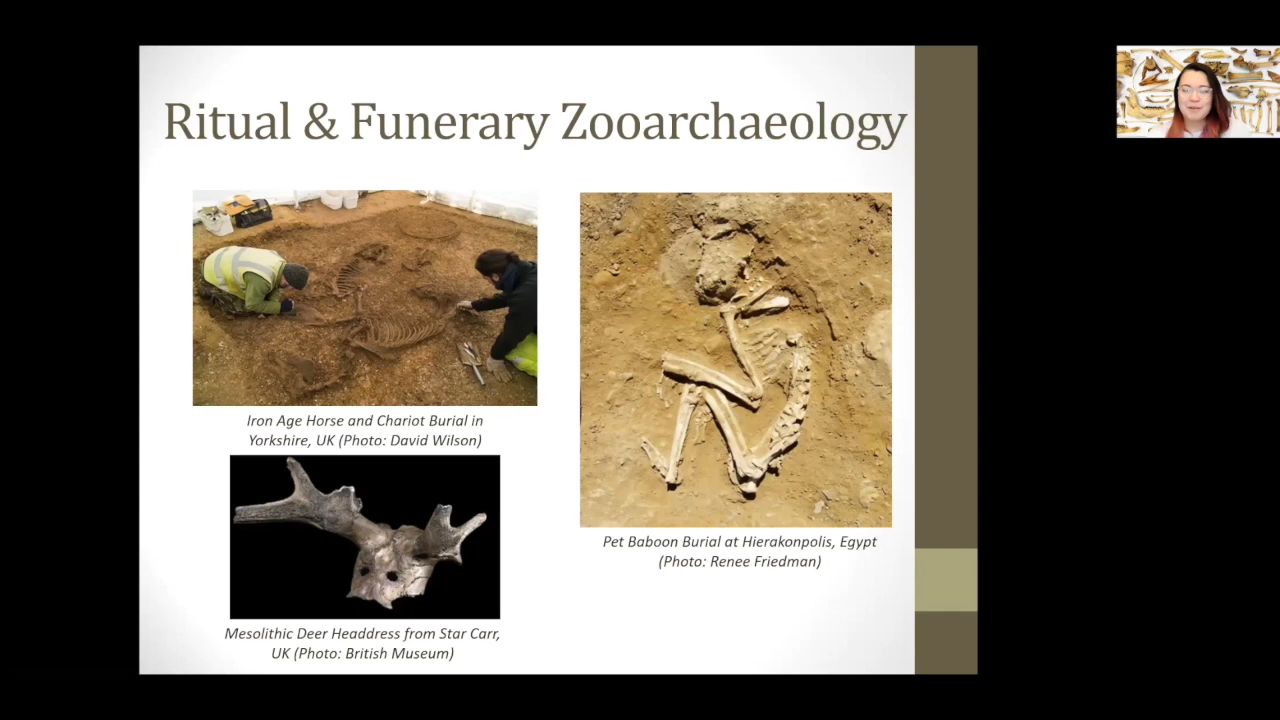 Ritual & Funerary Zooarchaeology
Iron Age Horse and Chariot Burial in
Yorkshire, UK (Photo: David Wilson)
Mesolithic Deer Headdress from Star Carr,
UK (Photo: British Museum)
Pet Baboon Burial at Hierakonpolis, Egypt
(Photo: Renee Friedman)